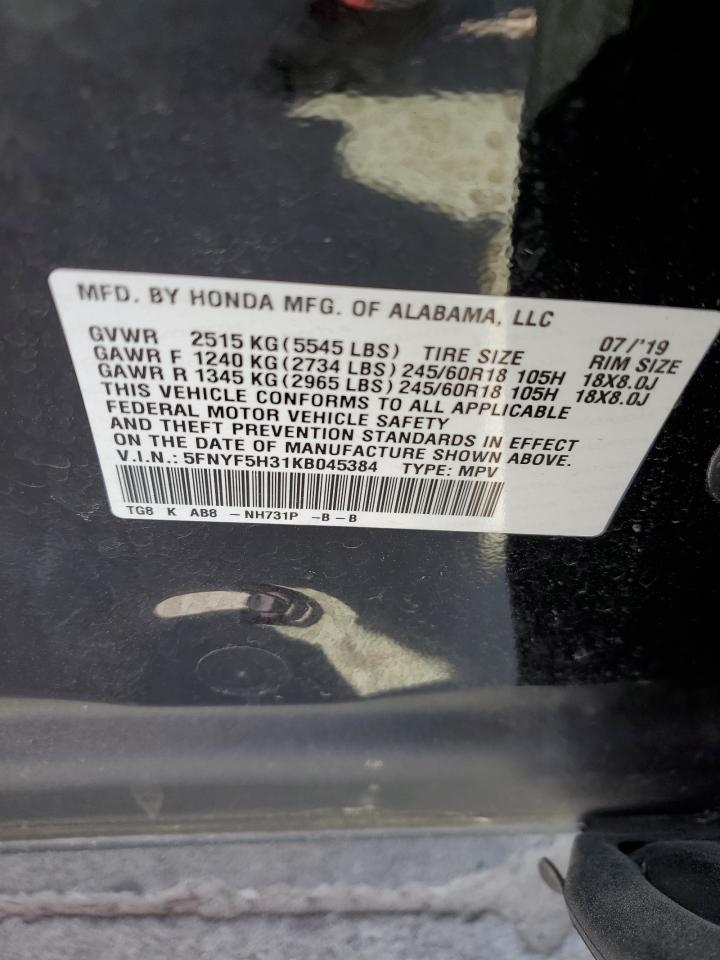 MFD. BY HONDA MFG. OF ALABAMA, LLC 07/'19
GVWR 2515 KG (5545 LBS) TIRE SIZE RIM SIZE
GAWR F 1240 KG (2734 LBS) 245/60R18 105H 18X8.0J
GAWR R 1345 KG (2965 LBS) 245/60R18 105H 18X8.0J
THIS VEHICLE CONFORMS TO ALL APPLICABLE
FEDERAL MOTOR VEHICLE SAFETY
AND THEFT PREVENTION STANDARDS IN EFFECT
ON THE DATE OF MANUFACTURE SHOWN ABOVE.
V.I.N.: 5FNYF5H31KB045384 TYPE: MPV
TG8 K AB8 - NH731P -B-B